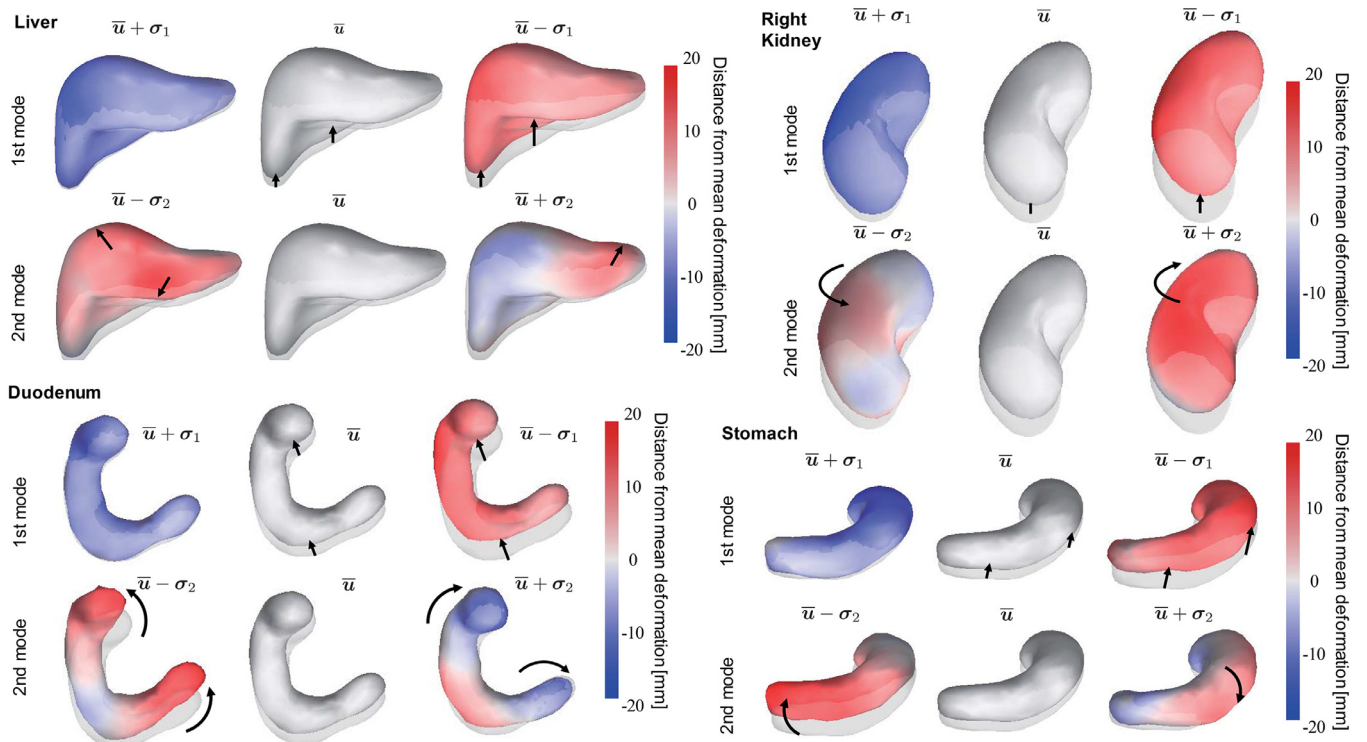 Liver
u̅ + σ₁
u̅
u̅ − σ₁
1st mode
u̅ − σ₂
u̅
u̅ + σ₂
2nd mode
20
10
0
-10
-20
Distance from mean deformation [mm]
Right
Kidney
u̅ + σ₁
u̅
u̅ − σ₁
1st mode
u̅ − σ₂
u̅
u̅ + σ₂
2nd mode
20
10
0
-10
-20
Distance from mean deformation [mm]
Duodenum
u̅ + σ₁
u̅
u̅ − σ₁
1st mode
u̅ − σ₂
u̅
u̅ + σ₂
2nd mode
20
10
0
-10
-20
Distance from mean deformation [mm]
Stomach
u̅ + σ₁
u̅
u̅ − σ₁
1st mode
u̅ − σ₂
u̅
u̅ + σ₂
2nd mode
20
10
0
-10
-20
Distance from mean deformation [mm]